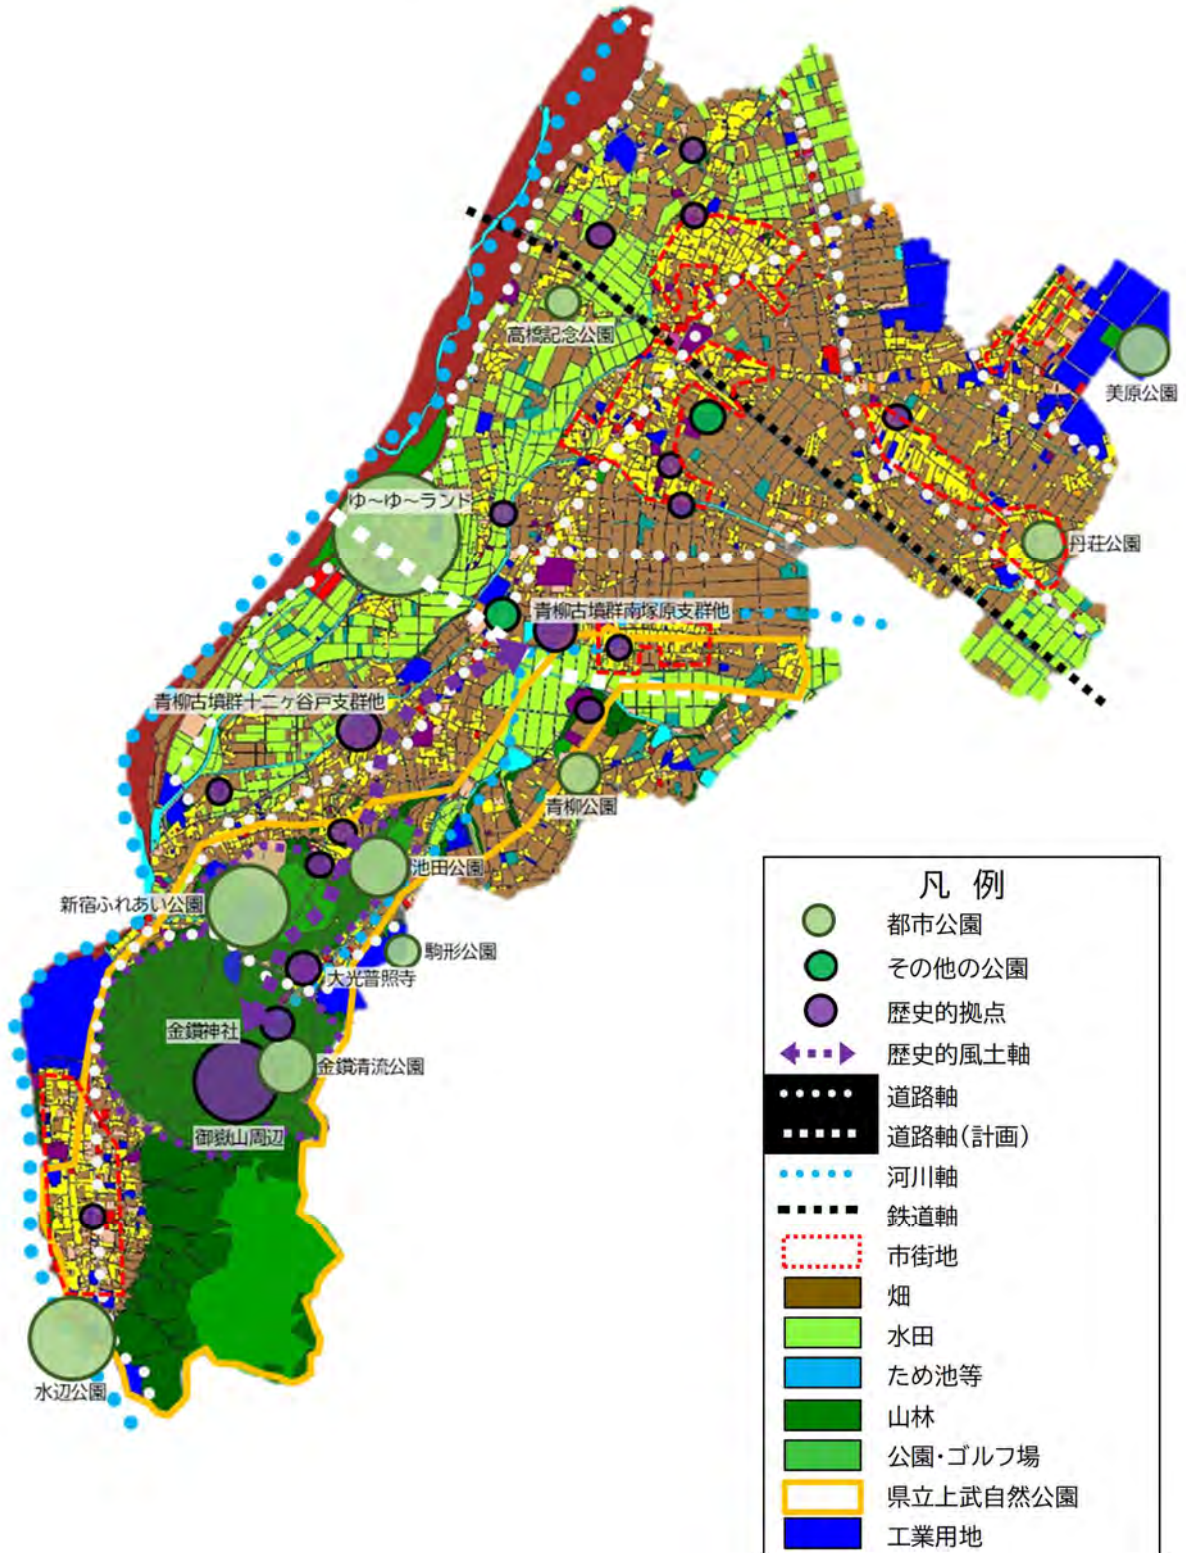 高橋記念公園
美原公園
ゆ～ゆ～ランド
丹荘公園
青柳古墳群南塚原支群他
青柳古墳群十二ヶ谷戸支群他
青柳公園
池田公園
新宿ふれあい公園
駒形公園
大光普照寺
金鑚神社
金鑚清流公園
御嶽山周辺
水辺公園
凡 例
都市公園
その他の公園
歴史的拠点
歴史的風土軸
道路軸
道路軸(計画)
河川軸
鉄道軸
市街地
畑
水田
ため池等
山林
公園・ゴルフ場
県立上武自然公園
工業用地